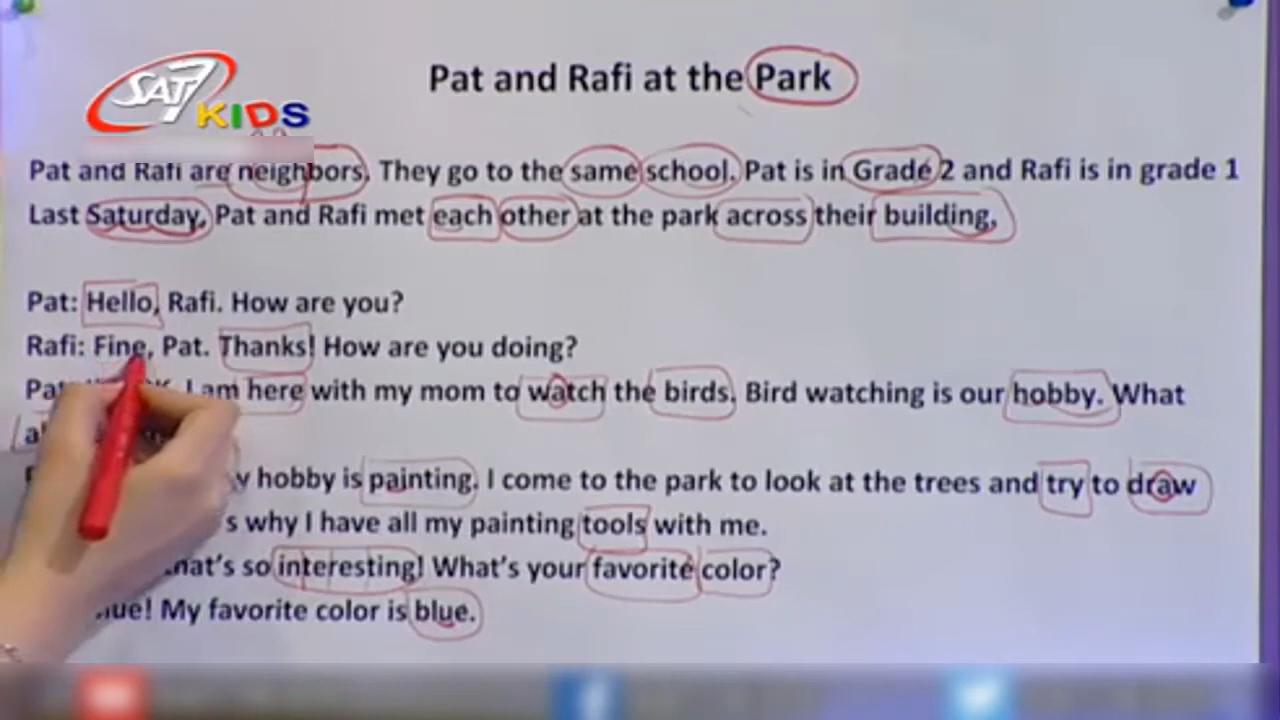 SAT7
KIDS
Pat and Rafi at the Park
Pat and Rafi are neighbors. They go to the same school. Pat is in Grade 2 and Rafi is in grade 1
Last Saturday, Pat and Rafi met each other at the park across their building,
Pat: Hello, Rafi. How are you?
Rafi: Fine, Pat. Thanks! How are you doing?
I am here with my mom to watch the birds. Bird watching is our hobby. What
hobby is painting. I come to the park to look at the trees and try to draw
why I have all my painting tools with me.
so interesting! What's your favorite color?
My favorite color is blue.